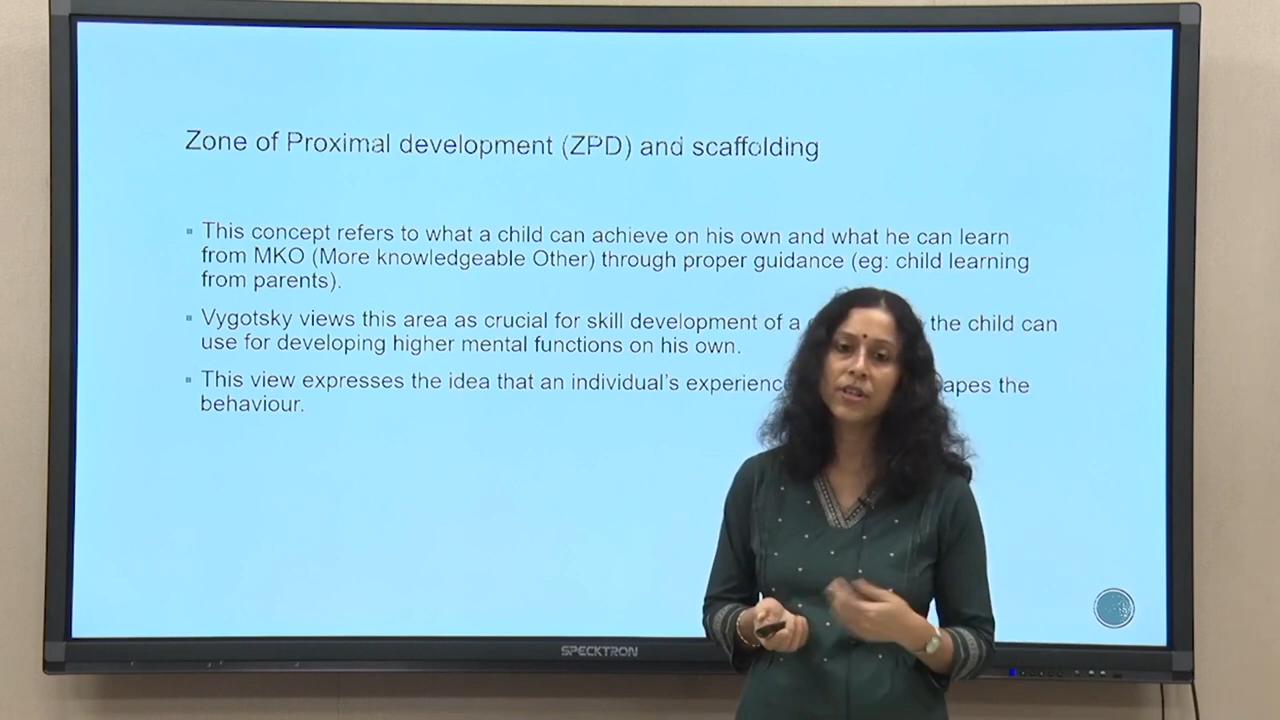 Zone of Proximal development (ZPD) and scaffolding
This concept refers to what a child can achieve on his own and what he can learn
from MKO (More knowledgeable Other) through proper guidance (eg: child learning
from parents).
Vygotsky views this area as crucial for skill development of a the child can
use for developing higher mental functions on his own.
This view expresses the idea that an individual's the
behaviour.
SPECKTRON